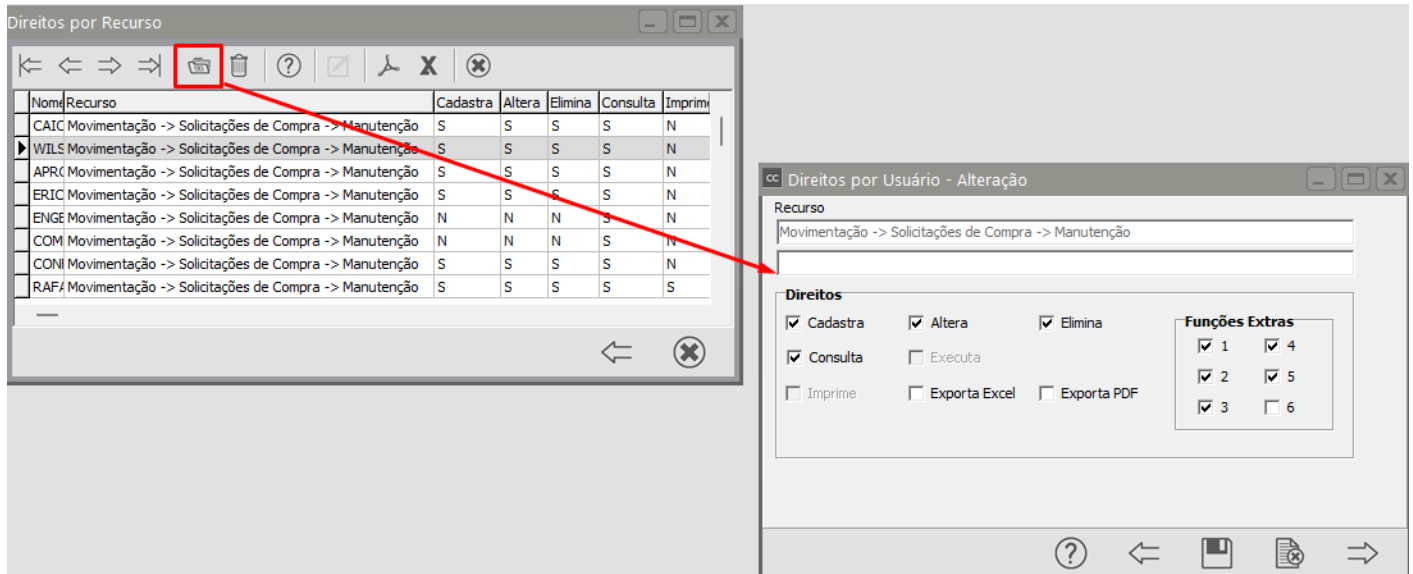 Direitos por Recurso
Nome Recurso Cadastra Altera Elimina Consulta Imprime
CAIC Movimentação -> Solicitações de Compra -> Manutenção S S S S N
WILS Movimentação -> Solicitações de Compra -> Manutenção S S S S N
APRO Movimentação -> Solicitações de Compra -> Manutenção S S S S N
ERIC Movimentação -> Solicitações de Compra -> Manutenção S S S S N
ENGE Movimentação -> Solicitações de Compra -> Manutenção N N N S N
COM Movimentação -> Solicitações de Compra -> Manutenção N N N S N
CON Movimentação -> Solicitações de Compra -> Manutenção S S S S N
RAFA Movimentação -> Solicitações de Compra -> Manutenção S S S S S
cc Direitos por Usuário - Alteração
Recurso
Movimentação -> Solicitações de Compra -> Manutenção
Direitos
Cadastra Altera Elimina
Consulta Executa
Imprime Exporta Excel Exporta PDF
Funções Extras
1 4
2 5
3 6